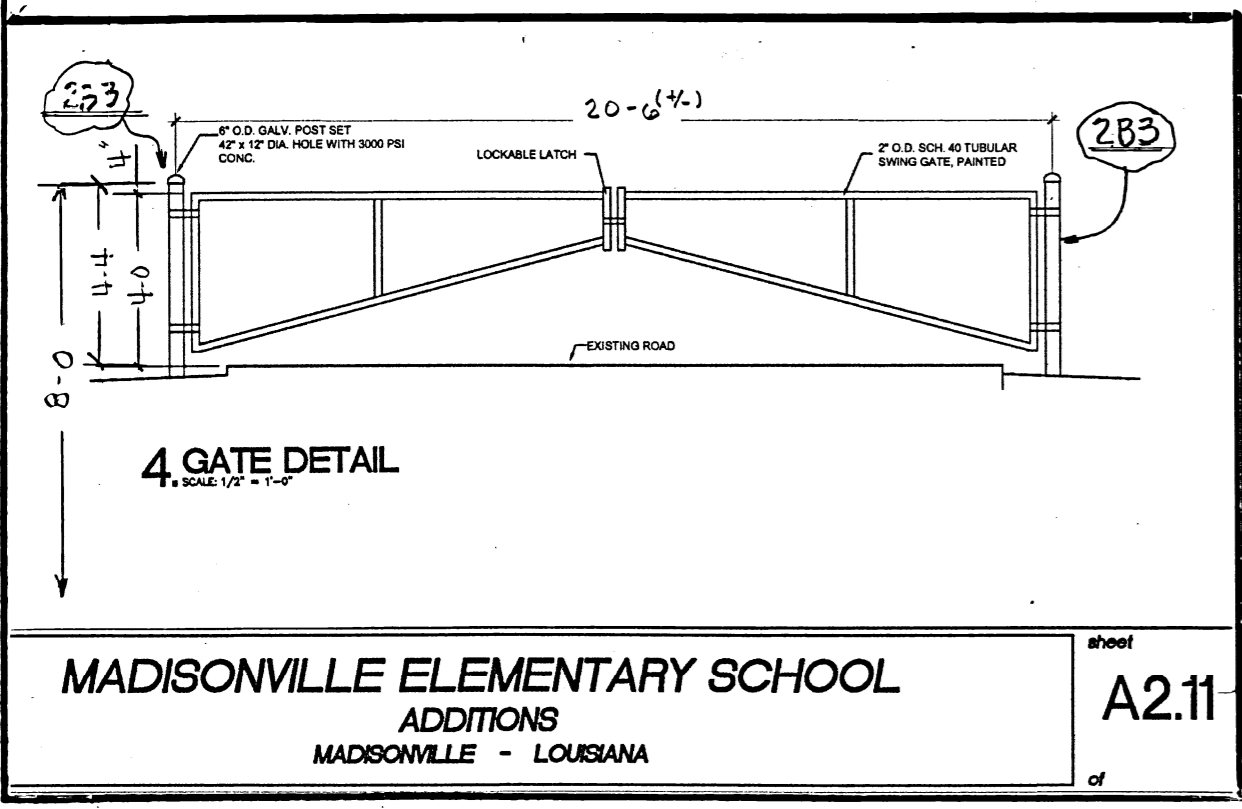 2B3
20-6 (+/-)
6" O.D. GALV. POST SET
42" x 12" DIA. HOLE WITH 3000 PSI
CONC.
LOCKABLE LATCH
2" O.D. SCH. 40 TUBULAR
SWING GATE, PAINTED
2B3
4"
4-4
4-0
8-0
EXISTING ROAD
4. GATE DETAIL
SCALE: 1/2" = 1'-0"
MADISONVILLE ELEMENTARY SCHOOL
ADDITIONS
MADISONVILLE - LOUISIANA
sheet
A2.11
of